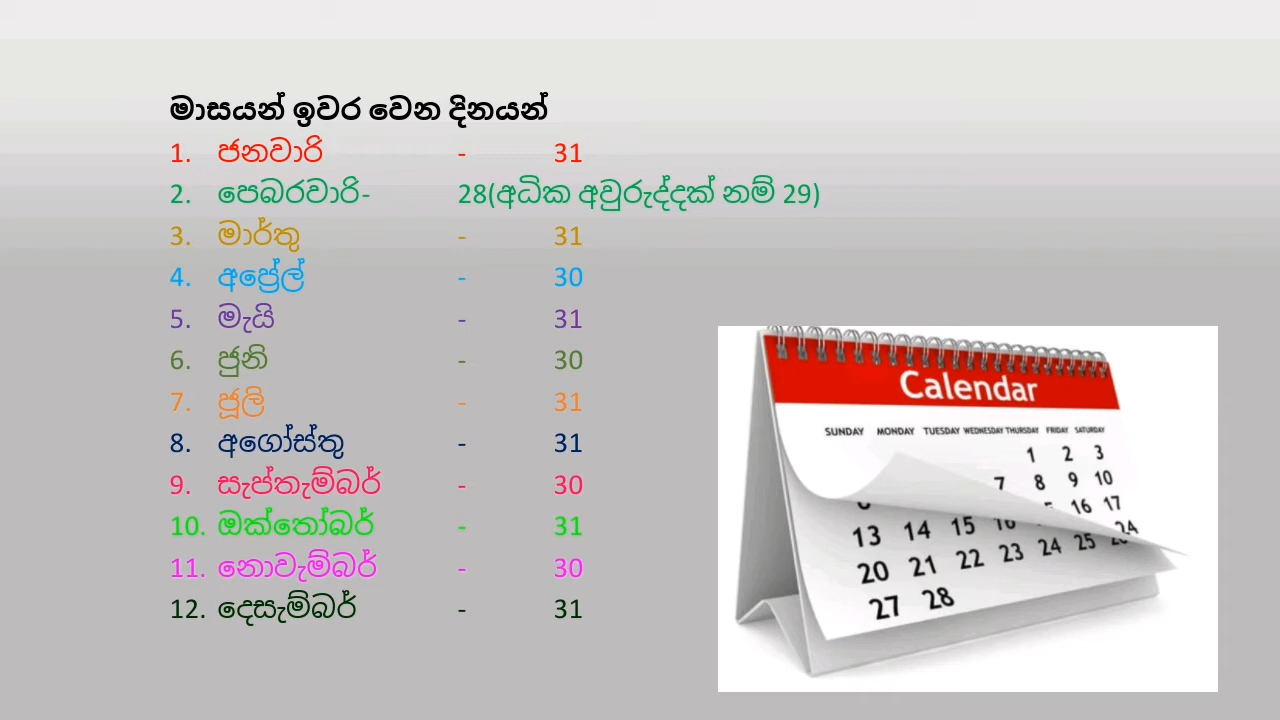 මාසයන් ඉවර වෙන දිනයන්
1. ජනවාරි - 31
2. පෙබරවාරි- 28(අධික අවුරුද්දක් නම් 29)
3. මාර්තු - 31
4. අප්‍රේල් - 30
5. මැයි - 31
6. ජුනි - 30
7. ජූලි - 31
8. අගෝස්තු - 31
9. සැප්තැම්බර් - 30
10. ඔක්තෝබර් - 31
11. නොවැම්බර් - 30
12. දෙසැම්බර් - 31
Calendar
SUNDAY MONDAY TUESDAY WEDNESDAY THURSDAY FRIDAY SATURDAY
1 2 3
7 8 9 10
16 17
13 14 15 16 24
20 21 22 23 24 25
27 28